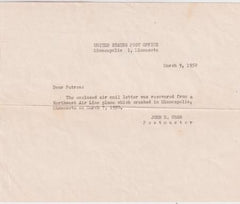 UNITED STATES POST OFFICE
Minneapolis 1, Minnesota
March 9, 1950
Dear Patron:
The enclosed air mail letter was recovered from a
Northwest Air Line plane which crashed in Minneapolis,
Minnesota on March 7, 1950.
JOHN R.
Postmaster